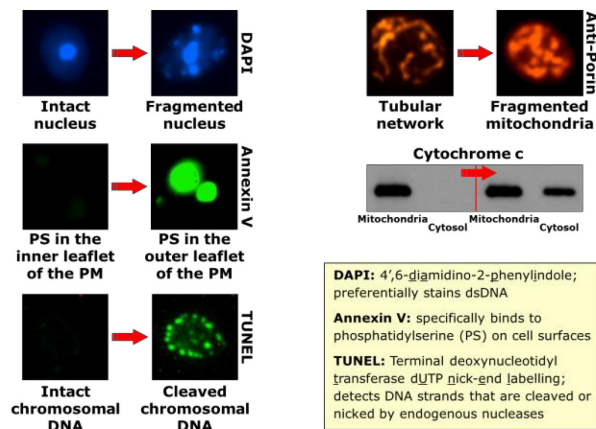 DAPI
Intact
nucleus
Fragmented
nucleus
Annexin V
PS in the
inner leaflet
of the PM
PS in the
outer leaflet
of the PM
TUNEL
Intact
chromosomal
DNA
Cleaved
chromosomal
DNA
Anti-Porin
Tubular
network
Fragmented
mitochondria
Cytochrome c
Mitochondria
Cytosol
Mitochondria
Cytosol
DAPI: 4’,6-diamidino-2-phenylindole;
preferentially stains dsDNA
Annexin V: specifically binds to
phosphatidylserine (PS) on cell surfaces
TUNEL: Terminal deoxynucleotidyl
transferase dUTP nick-end labelling;
detects DNA strands that are cleaved or
nicked by endogenous nucleases